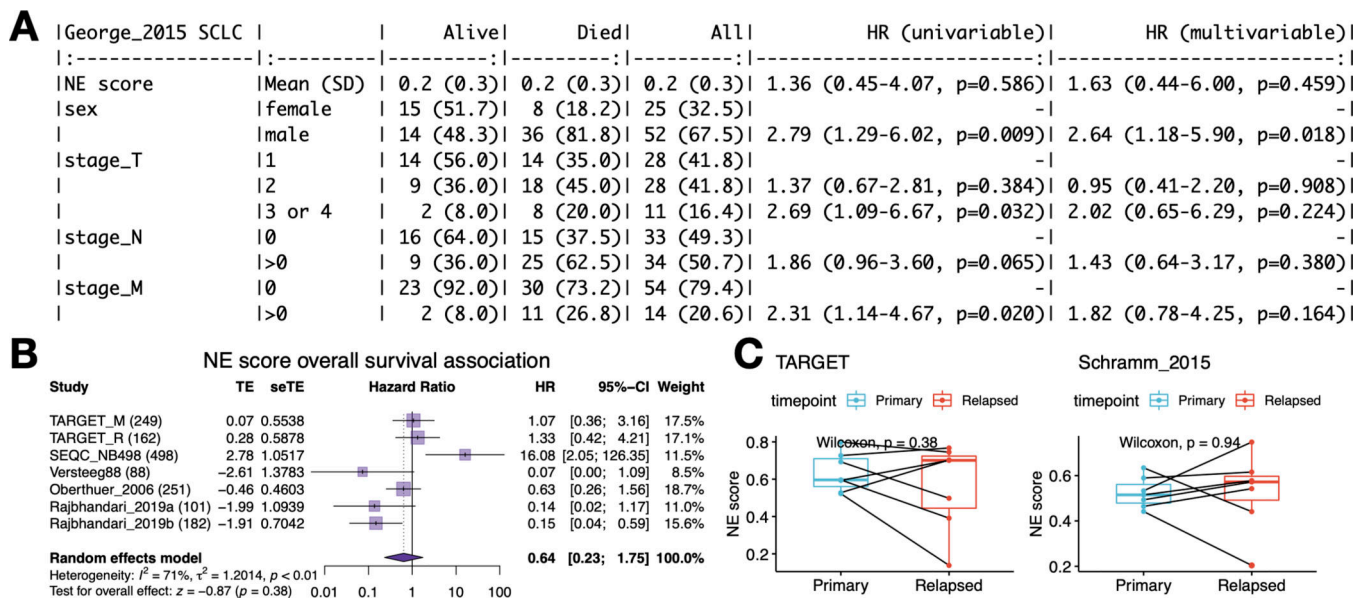 A
|George_2015 SCLC | | Alive| Died| All| HR (univariable)| HR (multivariable)|
|:----------------|:---------|---------:|---------:|---------:|------------------------:|------------------------:|
|NE score |Mean (SD) | 0.2 (0.3)| 0.2 (0.3)| 0.2 (0.3)| 1.36 (0.45-4.07, p=0.586)| 1.63 (0.44-6.00, p=0.459)|
|sex |female | 15 (51.7)| 8 (18.2)| 25 (32.5)| -| -|
| |male | 14 (48.3)| 36 (81.8)| 52 (67.5)| 2.79 (1.29-6.02, p=0.009)| 2.64 (1.18-5.90, p=0.018)|
|stage_T |1 | 14 (56.0)| 14 (35.0)| 28 (41.8)| -| -|
| |2 | 9 (36.0)| 18 (45.0)| 28 (41.8)| 1.37 (0.67-2.81, p=0.384)| 0.95 (0.41-2.20, p=0.908)|
| |3 or 4 | 2 (8.0)| 8 (20.0)| 11 (16.4)| 2.69 (1.09-6.67, p=0.032)| 2.02 (0.65-6.29, p=0.224)|
|stage_N |0 | 16 (64.0)| 15 (37.5)| 33 (49.3)| -| -|
| |>0 | 9 (36.0)| 25 (62.5)| 34 (50.7)| 1.86 (0.96-3.60, p=0.065)| 1.43 (0.64-3.17, p=0.380)|
|stage_M |0 | 23 (92.0)| 30 (73.2)| 54 (79.4)| -| -|
| |>0 | 2 (8.0)| 11 (26.8)| 14 (20.6)| 2.31 (1.14-4.67, p=0.020)| 1.82 (0.78-4.25, p=0.164)|
B
NE score overall survival association
Study TE seTE Hazard Ratio HR 95%-CI Weight
TARGET_M (249) 0.07 0.5538 1.07 [0.36; 3.16] 17.5%
TARGET_R (162) 0.28 0.5878 1.33 [0.42; 4.21] 17.1%
SEQC_NB498 (498) 2.78 1.0517 16.08 [2.05; 126.35] 11.5%
Versteeg88 (88) −2.61 1.3783 0.07 [0.00; 1.09] 8.5%
Oberthuer_2006 (251) −0.46 0.4603 0.63 [0.26; 1.56] 18.7%
Rajbhandari_2019a (101) −1.99 1.0939 0.14 [0.02; 1.17] 11.0%
Rajbhandari_2019b (182) −1.91 0.7042 0.15 [0.04; 0.59] 15.6%
Random effects model 0.64 [0.23; 1.75] 100.0%
Heterogeneity: I² = 71%, τ² = 1.2014, p < 0.01
Test for overall effect: z = −0.87 (p = 0.38)
0.01 0.1 1 10 100
C
TARGET
timepoint Primary Relapsed
Wilcoxon, p = 0.38
NE score
0.8
0.6
0.4
0.2
Primary Relapsed
Schramm_2015
timepoint Primary Relapsed
Wilcoxon, p = 0.94
NE score
0.6
0.4
0.2
Primary Relapsed